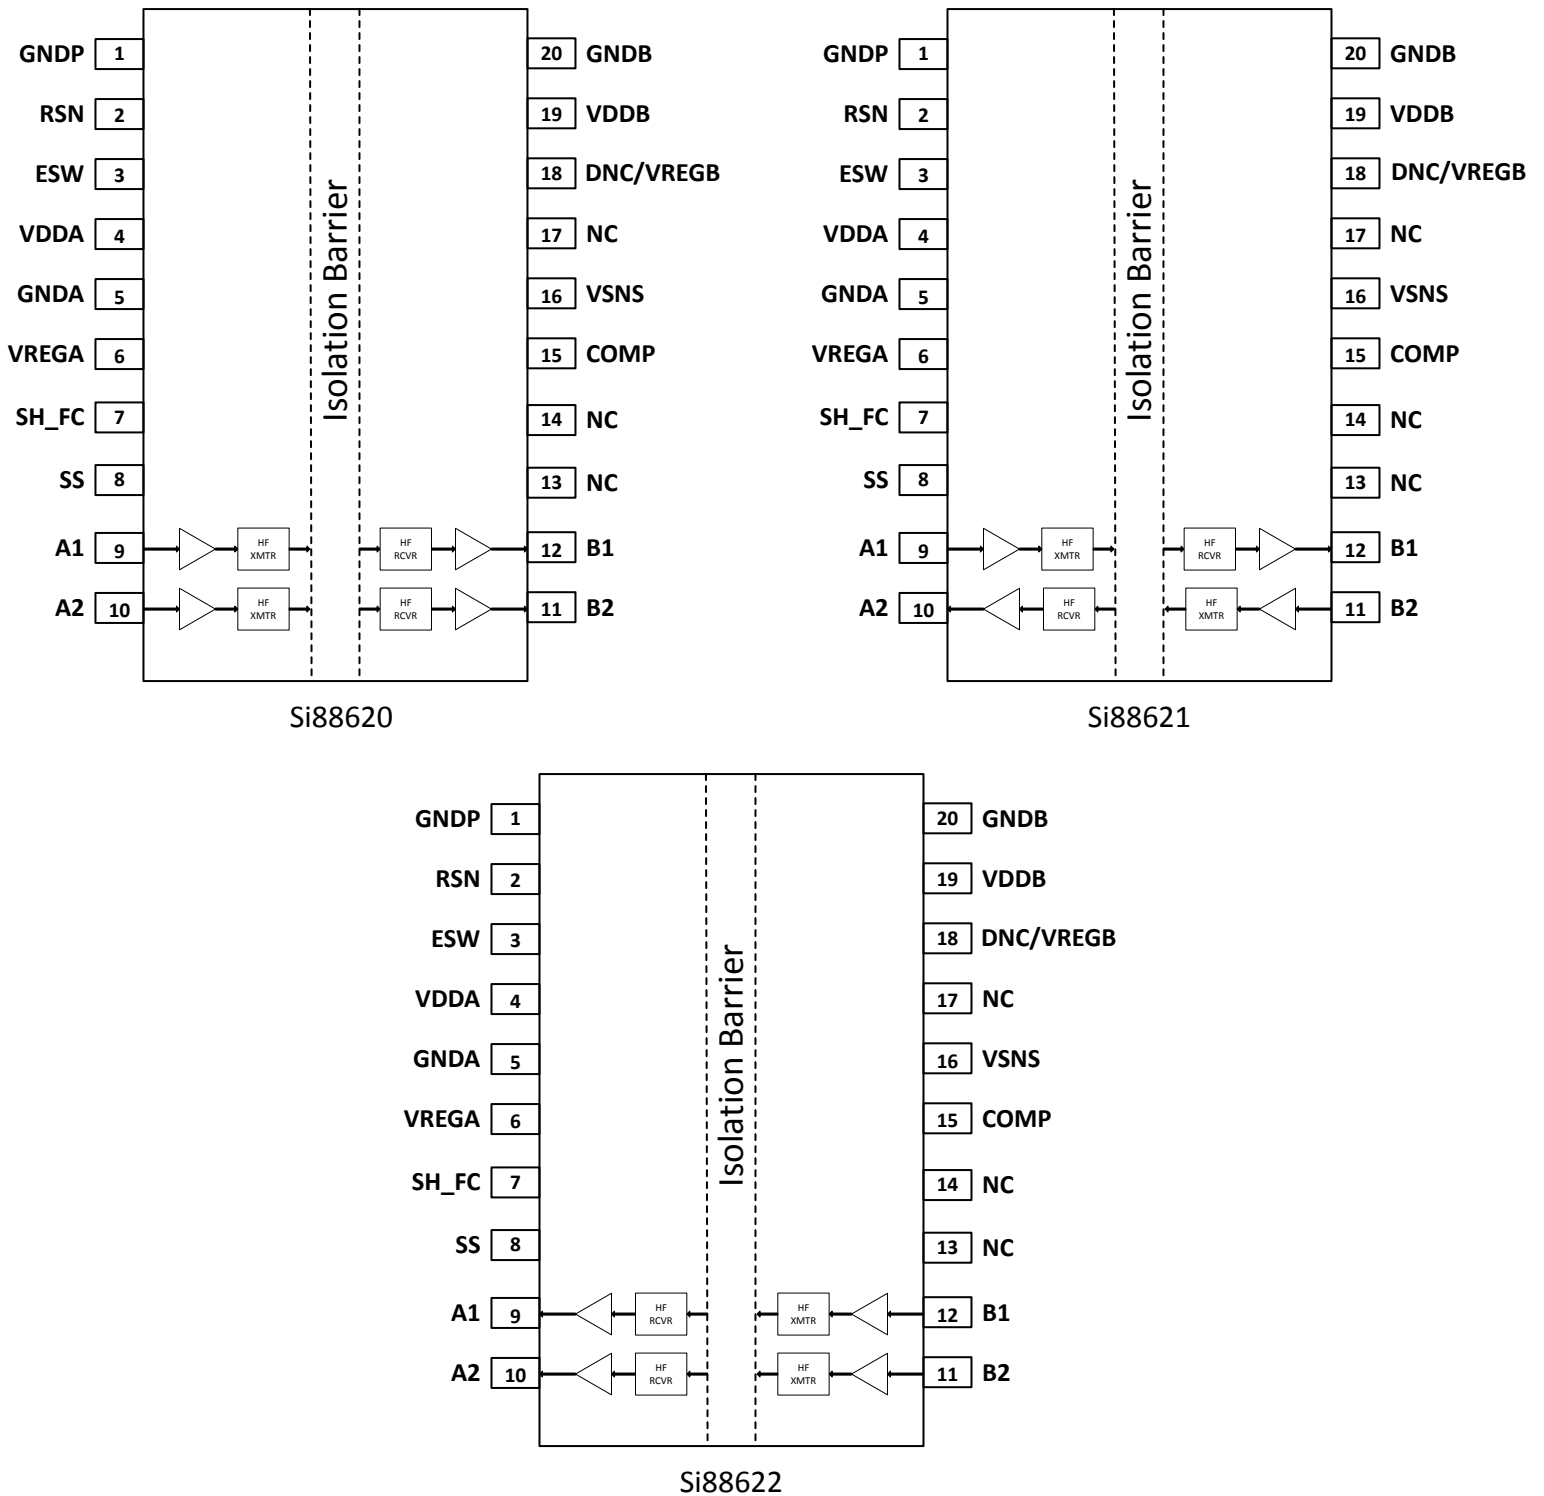 GNDP 1 20 GNDB
RSN 2 19 VDDB
ESW 3 18 DNC/VREGB
VDDA 4 17 NC
GNDA 5 16 VSNS
VREGA 6 15 COMP
SH_FC 7 14 NC
SS 8 13 NC
Isolation Barrier
A1 9 HF XMTR HF RCVR 12 B1
A2 10 HF XMTR HF RCVR 11 B2
Si88620
GNDP 1 20 GNDB
RSN 2 19 VDDB
ESW 3 18 DNC/VREGB
VDDA 4 17 NC
GNDA 5 16 VSNS
VREGA 6 15 COMP
SH_FC 7 14 NC
SS 8 13 NC
Isolation Barrier
A1 9 HF XMTR HF RCVR 12 B1
A2 10 HF RCVR HF XMTR 11 B2
Si88621
GNDP 1 20 GNDB
RSN 2 19 VDDB
ESW 3 18 DNC/VREGB
VDDA 4 17 NC
GNDA 5 16 VSNS
VREGA 6 15 COMP
SH_FC 7 14 NC
SS 8 13 NC
Isolation Barrier
A1 9 HF RCVR HF XMTR 12 B1
A2 10 HF RCVR HF XMTR 11 B2
Si88622